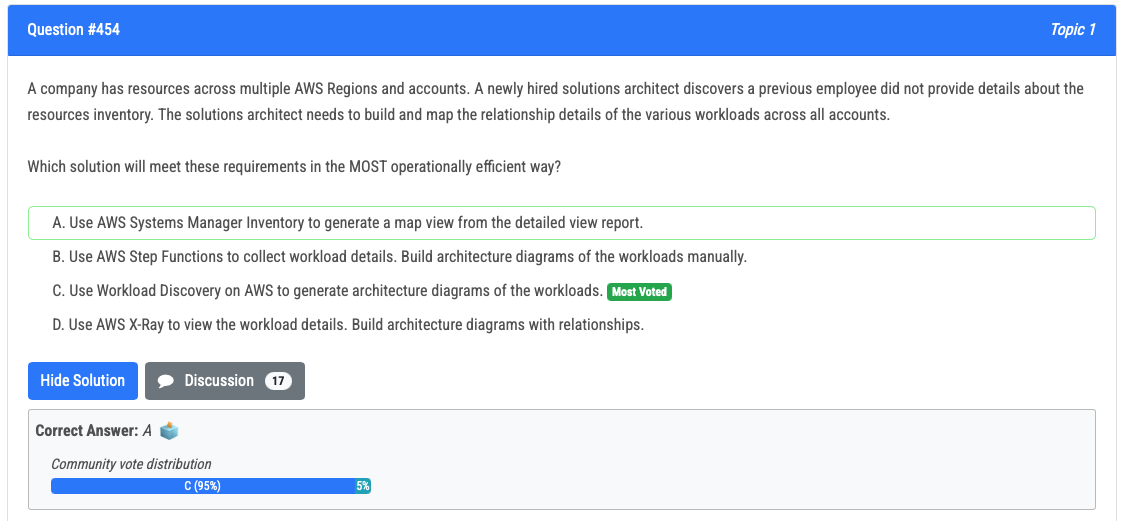 Question #454
Topic 1
A company has resources across multiple AWS Regions and accounts. A newly hired solutions architect discovers a previous employee did not provide details about the
resources inventory. The solutions architect needs to build and map the relationship details of the various workloads across all accounts.
Which solution will meet these requirements in the MOST operationally efficient way?
A. Use AWS Systems Manager Inventory to generate a map view from the detailed view report.
B. Use AWS Step Functions to collect workload details. Build architecture diagrams of the workloads manually.
C. Use Workload Discovery on AWS to generate architecture diagrams of the workloads. Most Voted
D. Use AWS X-Ray to view the workload details. Build architecture diagrams with relationships.
Hide Solution
Discussion 17
Correct Answer: A
Community vote distribution
C (95%)
5%